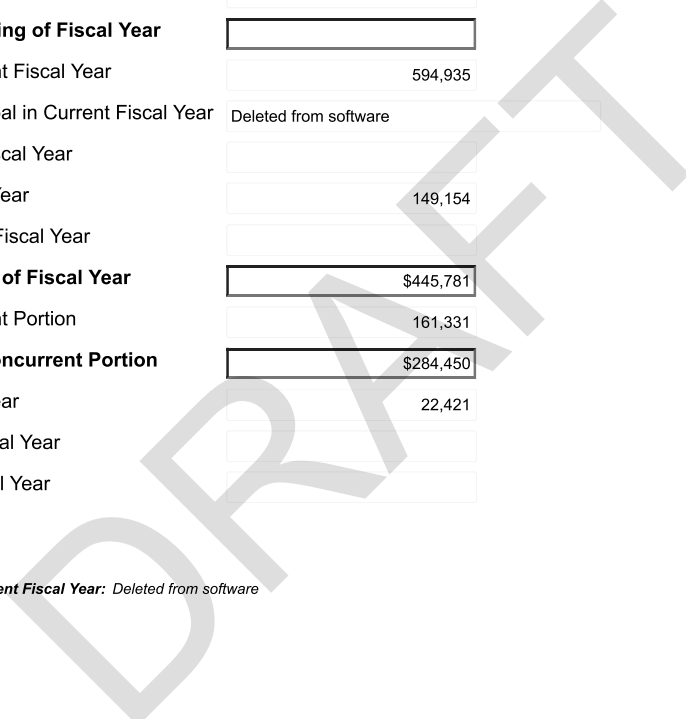 ing of Fiscal Year
t Fiscal Year 594,935
al in Current Fiscal Year Deleted from software
cal Year
ear 149,154
Fiscal Year
of Fiscal Year $445,781
t Portion 161,331
ncurrent Portion $284,450
ar 22,421
al Year
l Year
ent Fiscal Year: Deleted from software
DRAFT